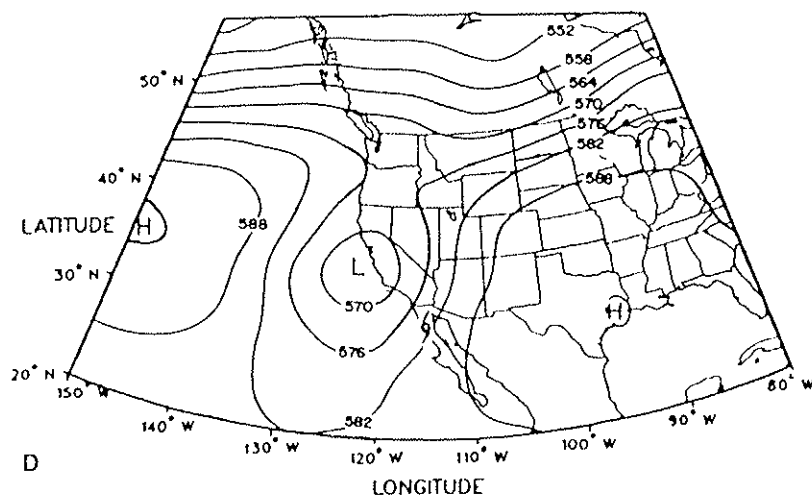 552
558
50° N
564
570
576
582
40° N
588
588
LATITUDE
H
30° N
L
570
H
576
20° N
150° W
80° W
582
140° W
90° W
130° W
120° W
110° W
100° W
D
LONGITUDE